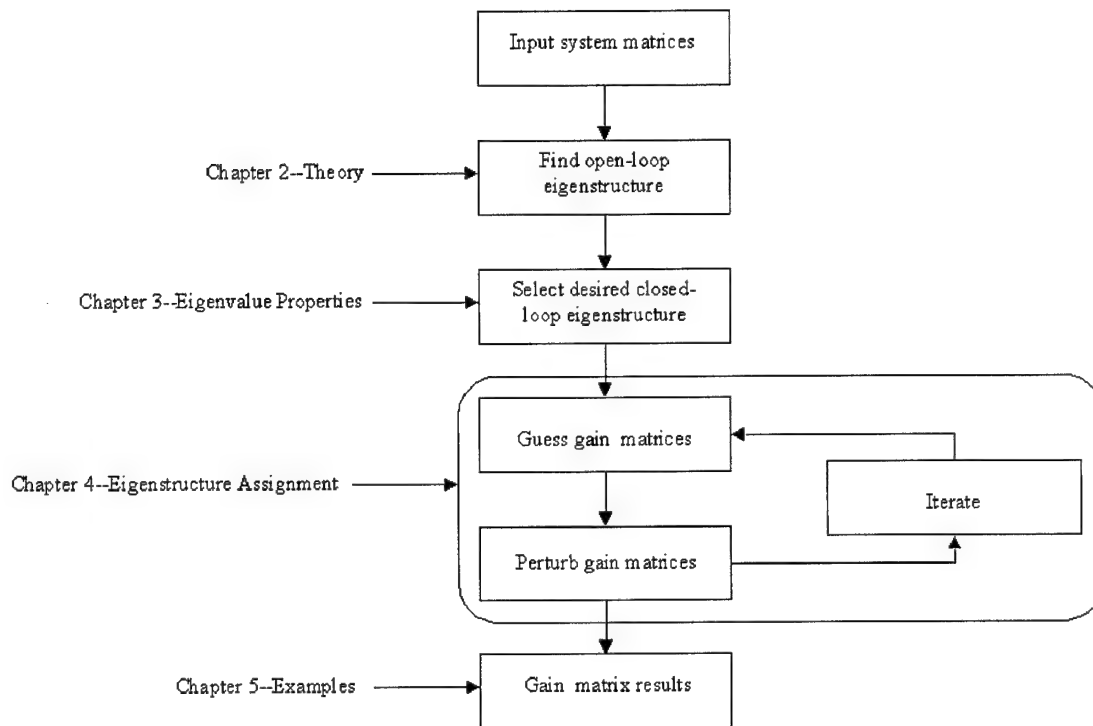 Input system matrices
Chapter 2--Theory
Find open-loop
eigenstructure
Chapter 3--Eigenvalue Properties
Select desired closed-
loop eigenstructure
Guess gain matrices
Chapter 4--Eigenstructure Assignment
Iterate
Perturb gain matrices
Chapter 5--Examples
Gain matrix results